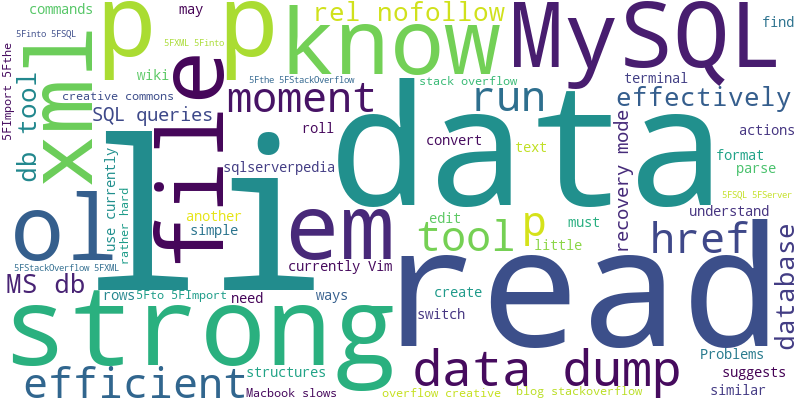 commands
may
rel nofollow
MySQL
find
5Finto 5FSQL
5FXML 5Finto
p
p
know
xml
file
wiki
5Fthe 5FStackOverflow
stack overflow
terminal
5FImport 5Fthe
db tool
creative commons
SQL queries
moment
run
effectively
roll
convert
text
actions
li
data
recovery mode
format
parse
sqlserverpedia
use currently
rather hard
another
simple
ol
em
edit
tool
p
must
little
href
understand
5FSQL 5FServer
database
5FStackOverflow 5FXML
currently Vim
MS db
rows
5Fto 5FImport
need
ways
create
switch
read
strong
data dump
Problems
suggests
similar
efficient
structures
Macbook slows
overflow creative
blog stackoverflow